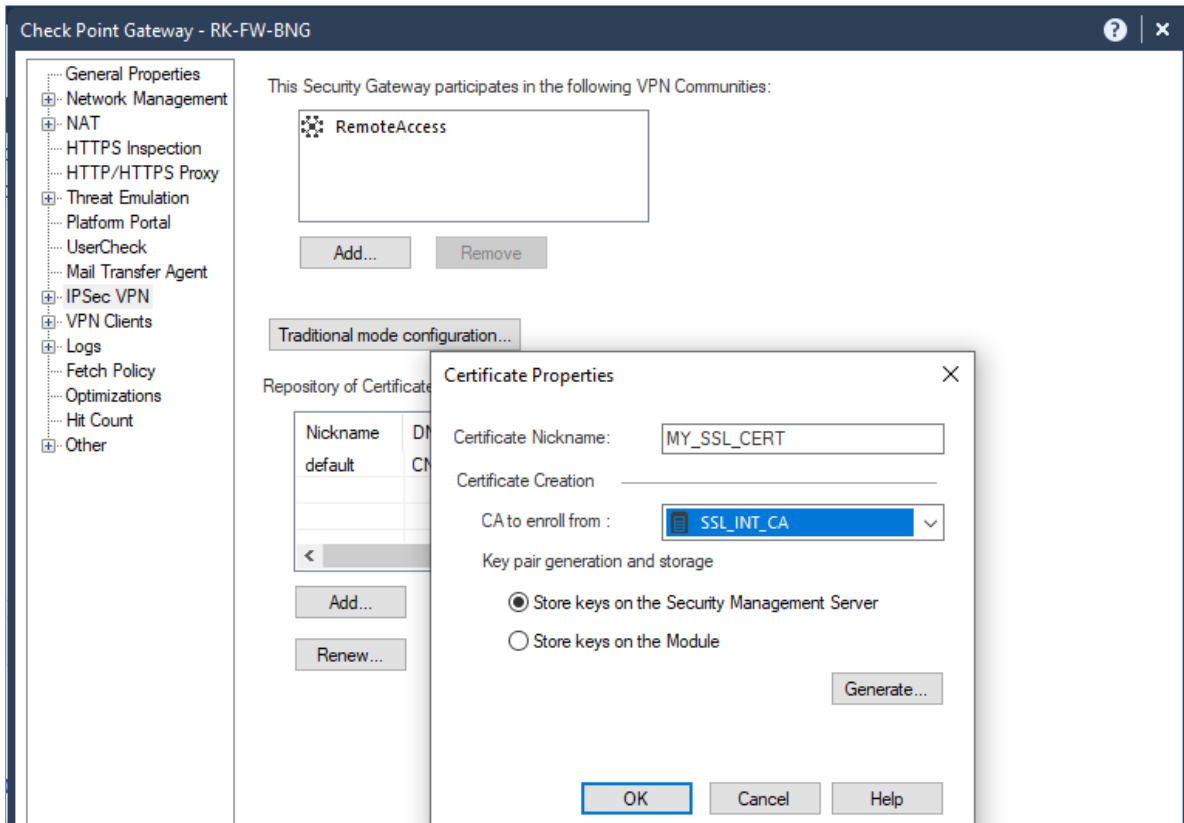 Check Point Gateway - RK-FW-BNG
General Properties
Network Management
NAT
HTTPS Inspection
HTTP/HTTPS Proxy
Threat Emulation
Platform Portal
UserCheck
Mail Transfer Agent
IPSec VPN
VPN Clients
Logs
Fetch Policy
Optimizations
Hit Count
Other
This Security Gateway participates in the following VPN Communities:
RemoteAccess
Add...
Remove
Traditional mode configuration...
Repository of Certificate
Nickname
default
Add...
Renew...
Certificate Properties
Certificate Nickname: MY_SSL_CERT
Certificate Creation
CA to enroll from : SSL_INT_CA
Key pair generation and storage
Store keys on the Security Management Server
Store keys on the Module
Generate...
OK Cancel Help